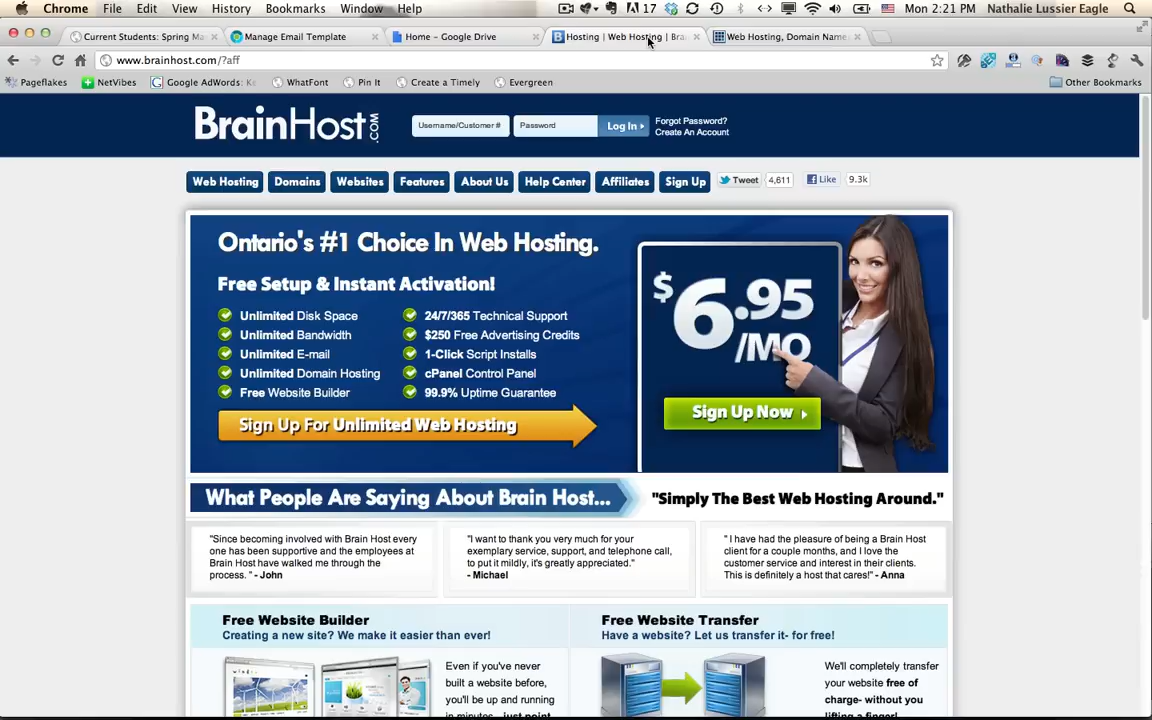 Chrome File Edit View History Bookmarks Window Help 17 Mon 2:21 PM Nathalie Lussier Eagle
Current Students: Spring Ma Manage Email Template Home - Google Drive Hosting | Web Hosting | Brai Web Hosting, Domain Name
www.brainhost.com/?aff
Pageflakes NetVibes Google AdWords: Ke WhatFont Pin It Create a Timely Evergreen Other Bookmarks
BrainHost.COM Username/Customer # Password Log In Forgot Password?
Create An Account
Web Hosting Domains Websites Features About Us Help Center Affiliates Sign Up Tweet 4,611 Like 9.3k
Ontario's #1 Choice In Web Hosting.
Free Setup & Instant Activation!
Unlimited Disk Space
Unlimited Bandwidth
Unlimited E-mail
Unlimited Domain Hosting
Free Website Builder
24/7/365 Technical Support
$250 Free Advertising Credits
1-Click Script Installs
cPanel Control Panel
99.9% Uptime Guarantee
Sign Up For Unlimited Web Hosting
$6.95
/MO
Sign Up Now
What People Are Saying About Brain Host... "Simply The Best Web Hosting Around."
"Since becoming involved with Brain Host every
one has been supportive and the employees at
Brain Host have walked me through the
process. " - John
"I want to thank you very much for your
exemplary service, support, and telephone call,
to put it mildly, it's greatly appreciated."
- Michael
" I have had the pleasure of being a Brain Host
client for a couple months, and I love the
customer service and interest in their clients.
This is definitely a host that cares!" - Anna
Free Website Builder
Creating a new site? We make it easier than ever!
Even if you've never
built a website before,
you'll be up and running
in minutes - just point
Free Website Transfer
Have a website? Let us transfer it- for free!
We'll completely transfer
your website free of
charge- without you
lifting a finger!